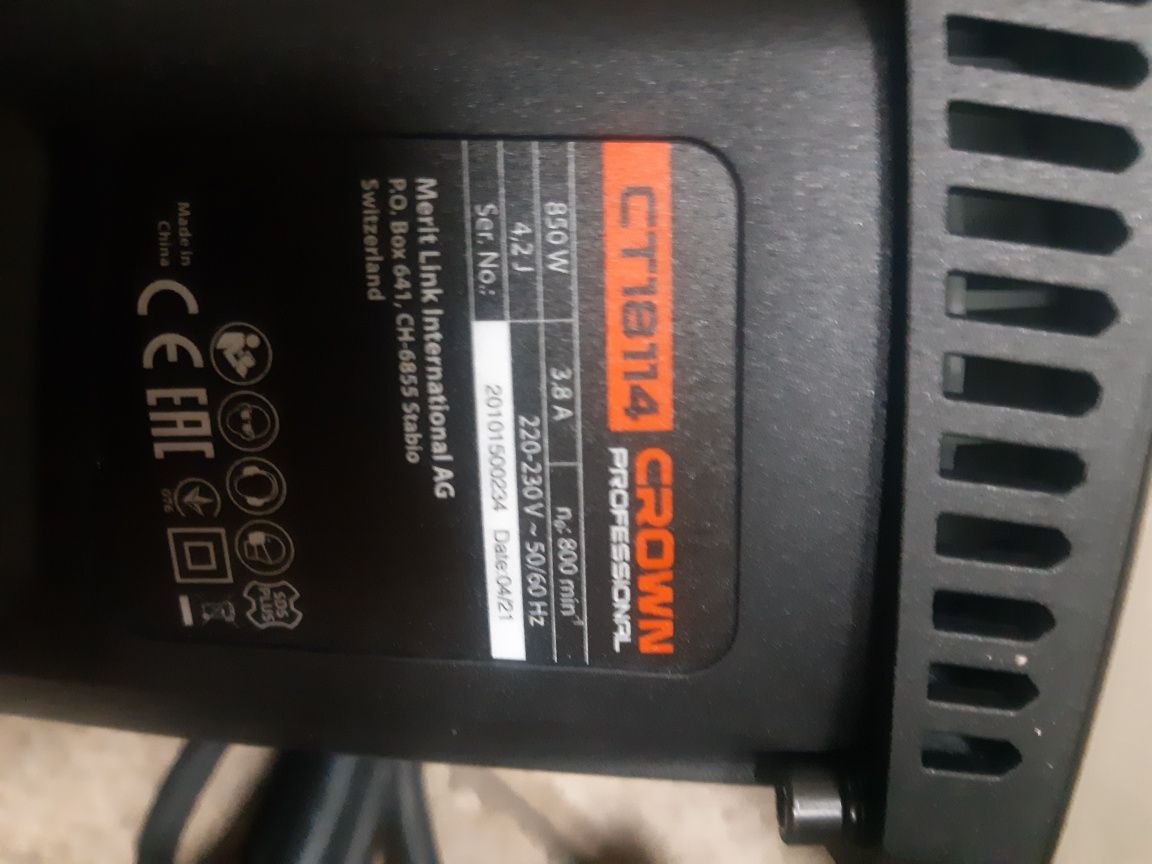 CT18114 CROWN
PROFESSIONAL
850 W 3.8 A n₀: 800 min⁻¹
4,2 J 220-230 V ~ 50/60 Hz
Ser. No.: 20101500234 Date:04/21
Merit Link International AG
P.O. Box 641, CH-6855 Stabio
Switzerland
SDS
PLUS
Made in
China
CE EAC